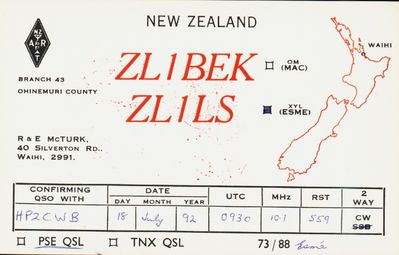 NEW ZEALAND
NZART
BRANCH 43
OHINEMURI COUNTY
ZL1BEK
ZL1LS
OM
(MAC)
XYL
(ESME)
WAIHI
R & E McTURK,
40 SILVERTON RD.,
WAIHI, 2991.
CONFIRMING QSO WITH DATE DAY MONTH YEAR UTC MHz RST 2 WAY
HP2CWB 18 July 92 0930 10.1 559 CW SSB
PSE QSL TNX QSL 73/88 Esmé